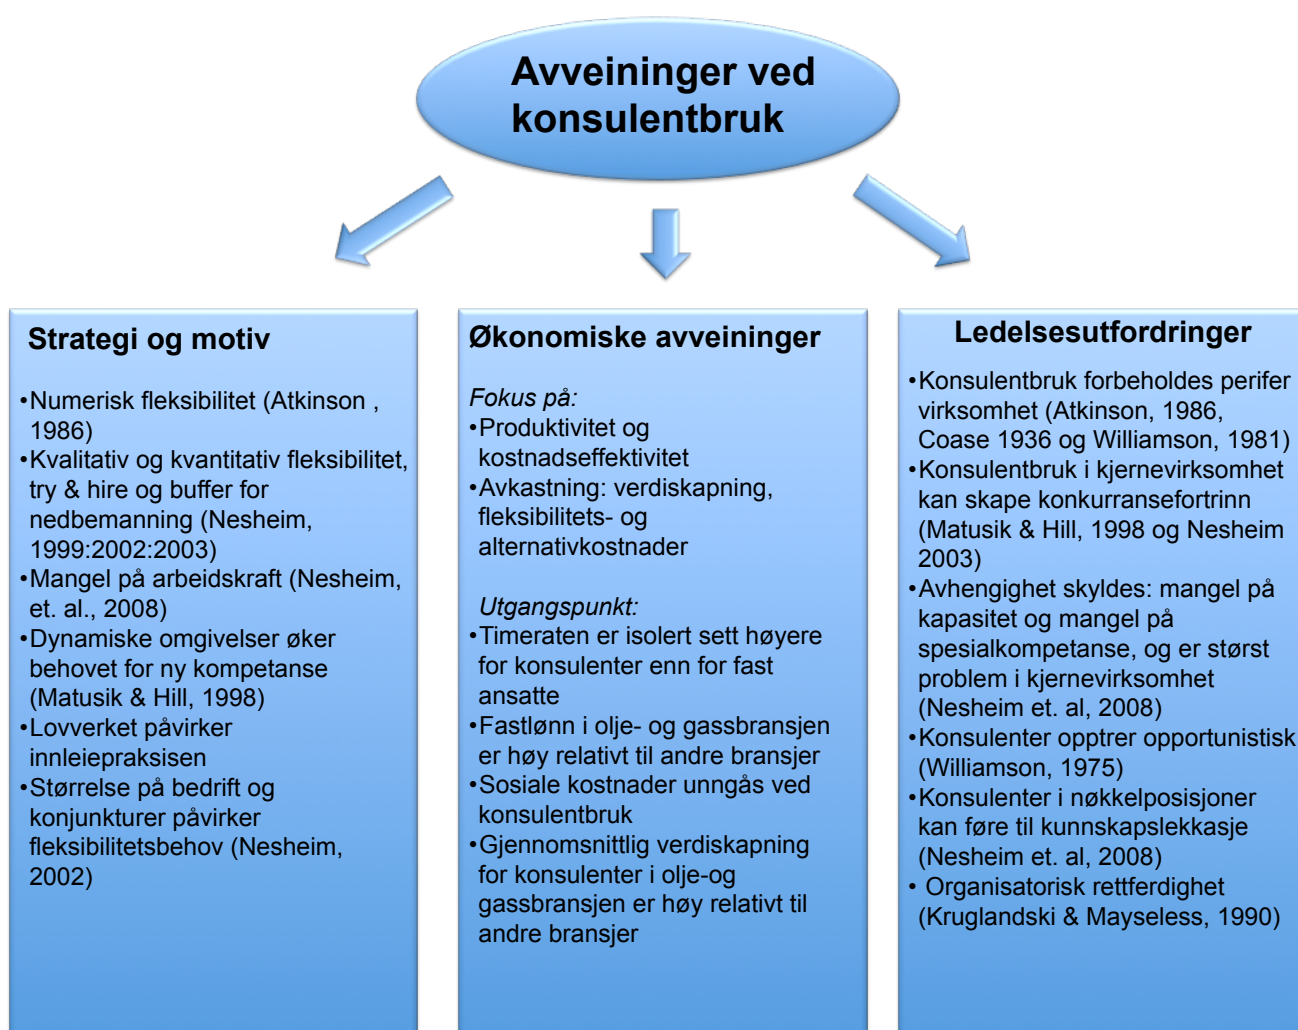 Avveininger ved
konsulentbruk
Strategi og motiv
•Numerisk fleksibilitet (Atkinson ,
1986)
•Kvalitativ og kvantitativ fleksibilitet,
try & hire og buffer for
nedbemanning (Nesheim,
1999:2002:2003)
•Mangel på arbeidskraft (Nesheim,
et. al., 2008)
•Dynamiske omgivelser øker
behovet for ny kompetanse
(Matusik & Hill, 1998)
•Lovverket påvirker
innleiepraksisen
•Størrelse på bedrift og
konjunkturer påvirker
fleksibilitetsbehov (Nesheim,
2002)
Økonomiske avveininger
Fokus på:
•Produktivitet og
kostnadseffektivitet
•Avkastning: verdiskapning,
fleksibilitets- og
alternativkostnader
Utgangspunkt:
•Timeraten er isolert sett høyere
for konsulenter enn for fast
ansatte
•Fastlønn i olje- og gassbransjen
er høy relativt til andre bransjer
•Sosiale kostnader unngås ved
konsulentbruk
•Gjennomsnittlig verdiskapning
for konsulenter i olje-og
gassbransjen er høy relativt til
andre bransjer
Ledelsesutfordringer
•Konsulentbruk forbeholdes perifer
virksomhet (Atkinson, 1986,
Coase 1936 og Williamson, 1981)
•Konsulentbruk i kjernevirksomhet
kan skape konkurransefortrinn
(Matusik & Hill, 1998 og Nesheim
2003)
•Avhengighet skyldes: mangel på
kapasitet og mangel på
spesialkompetanse, og er størst
problem i kjernevirksomhet
(Nesheim et. al, 2008)
•Konsulenter opptrer opportunistisk
(Williamson, 1975)
•Konsulenter i nøkkelposisjoner
kan føre til kunnskapslekkasje
(Nesheim et. al, 2008)
• Organisatorisk rettferdighet
(Kruglandski & Mayseless, 1990)